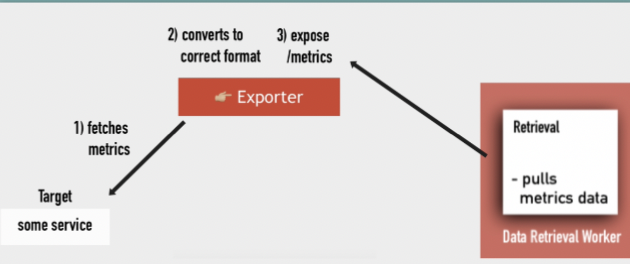 2) converts to
correct format
3) expose
/metrics
Exporter
1) fetches
metrics
Target
some service
Retrieval
- pulls
metrics data
Data Retrieval Worker